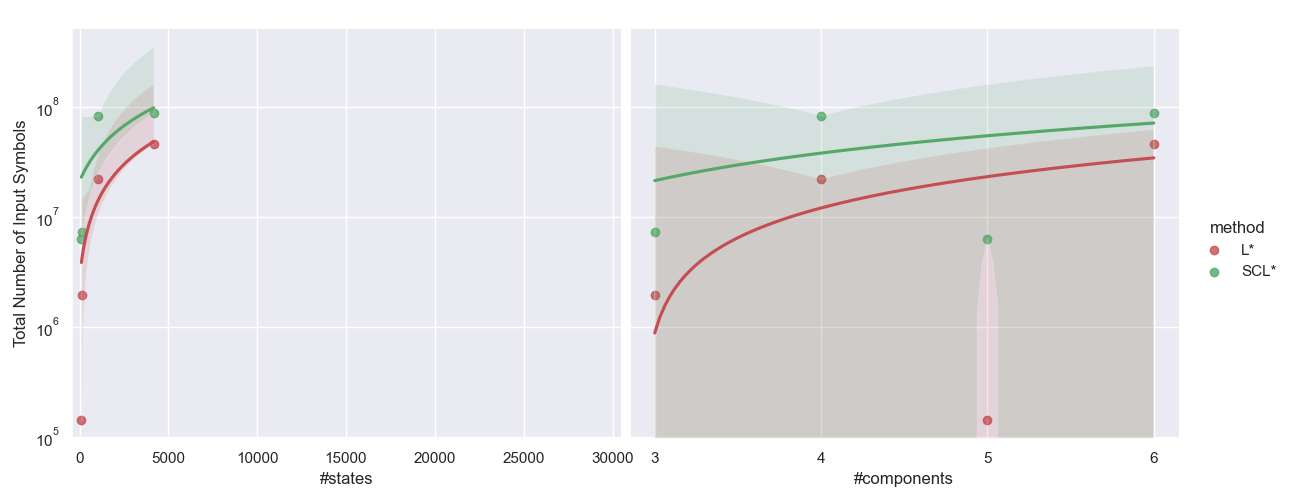 Total Number of Input Symbols
10^8
10^7
10^6
10^5
0 5000 10000 15000 20000 25000 30000
#states
3 4 5 6
#components
method
L*
SCL*